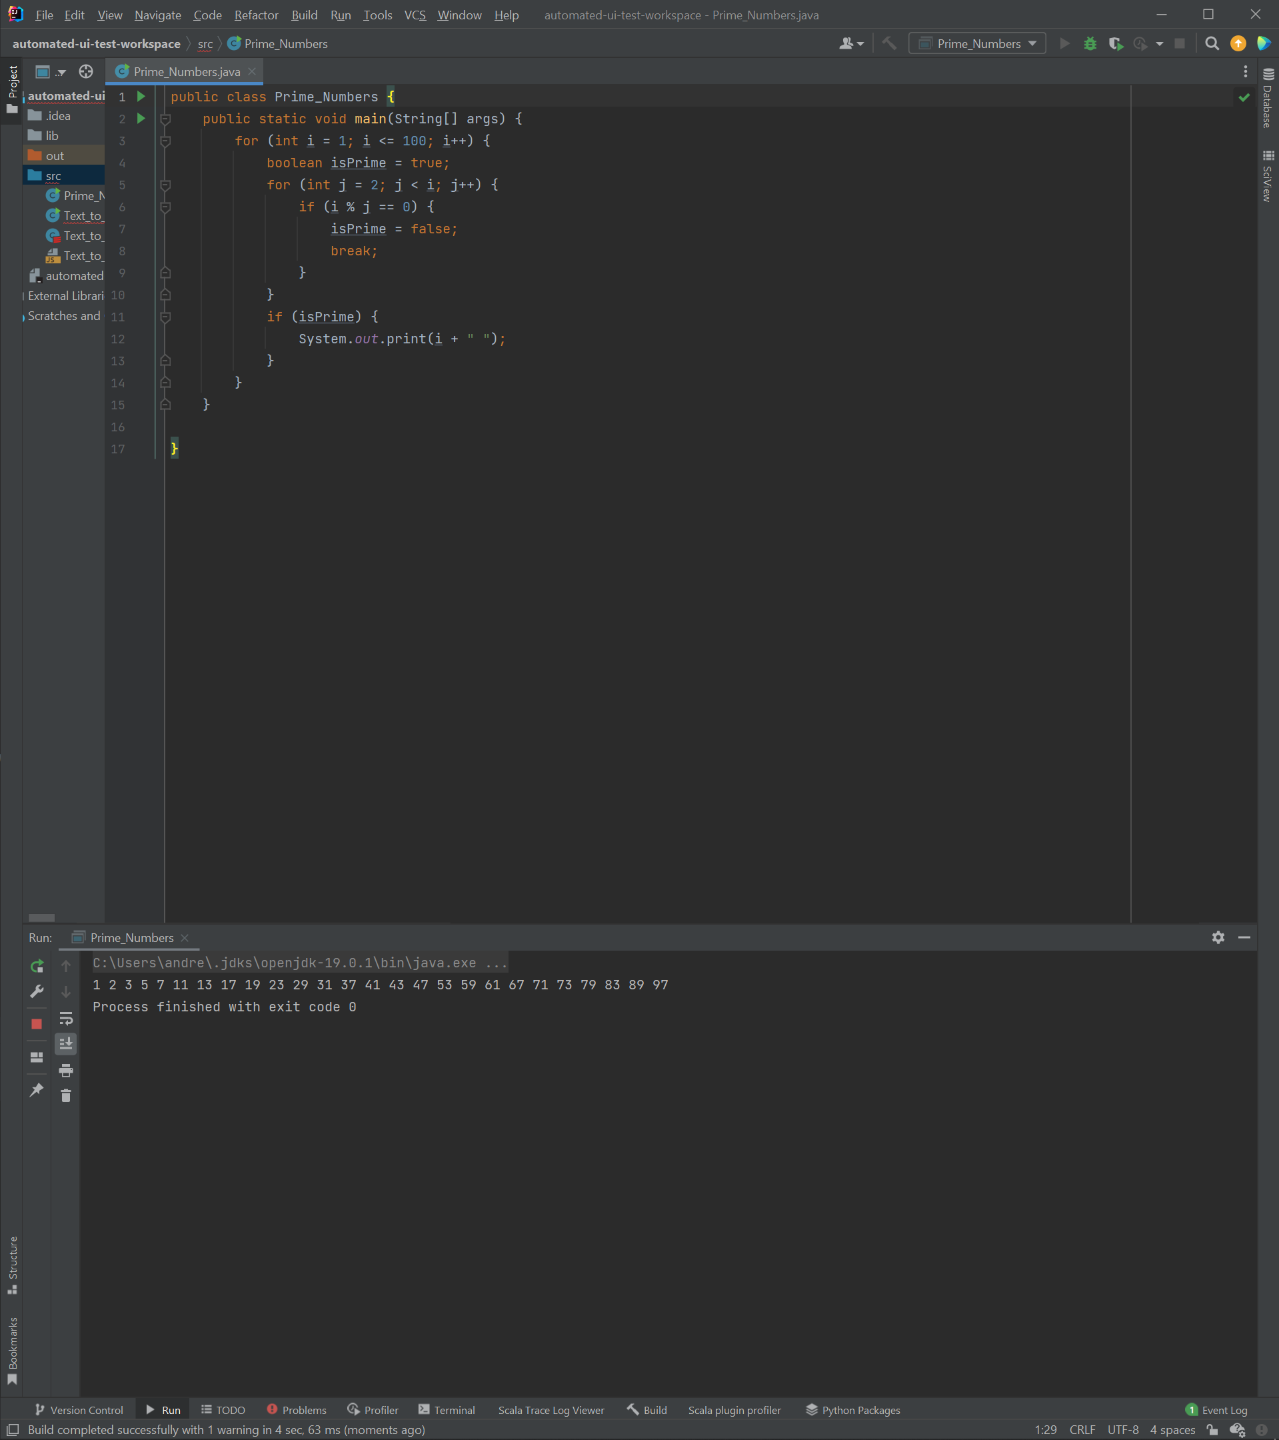 File Edit View Navigate Code Refactor Build Run Tools VCS Window Help automated-ui-test-workspace - Prime_Numbers.java
automated-ui-test-workspace src Prime_Numbers Prime_Numbers
Project Prime_Numbers.java
automated-ui
.idea
lib
out
src
Prime_N
Text_to_
Text_to_
Text_to_
automated
External Librari
Scratches and
1 public class Prime_Numbers {
2 public static void main(String[] args) {
3 for (int i = 1; i <= 100; i++) {
4 boolean isPrime = true;
5 for (int j = 2; j < i; j++) {
6 if (i % j == 0) {
7 isPrime = false;
8 break;
9 }
10 }
11 if (isPrime) {
12 System.out.print(i + " ");
13 }
14 }
15 }
16
17 }
Database
SciView
Run: Prime_Numbers
C:\Users\andre\.jdks\openjdk-19.0.1\bin\java.exe ...
1 2 3 5 7 11 13 17 19 23 29 31 37 41 43 47 53 59 61 67 71 73 79 83 89 97
Process finished with exit code 0
Structure
Bookmarks
Version Control Run TODO Problems Profiler Terminal Scala Trace Log Viewer Build Scala plugin profiler Python Packages 1 Event Log
Build completed successfully with 1 warning in 4 sec, 63 ms (moments ago) 1:29 CRLF UTF-8 4 spaces